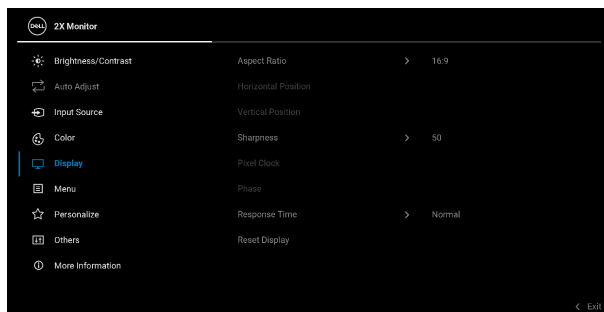 DELL 2X Monitor
Brightness/Contrast Aspect Ratio > 16:9
Auto Adjust Horizontal Position
Input Source Vertical Position
Color Sharpness > 50
Display Pixel Clock
Menu Phase
Personalize Response Time > Normal
Others Reset Display
More Information
< Exit